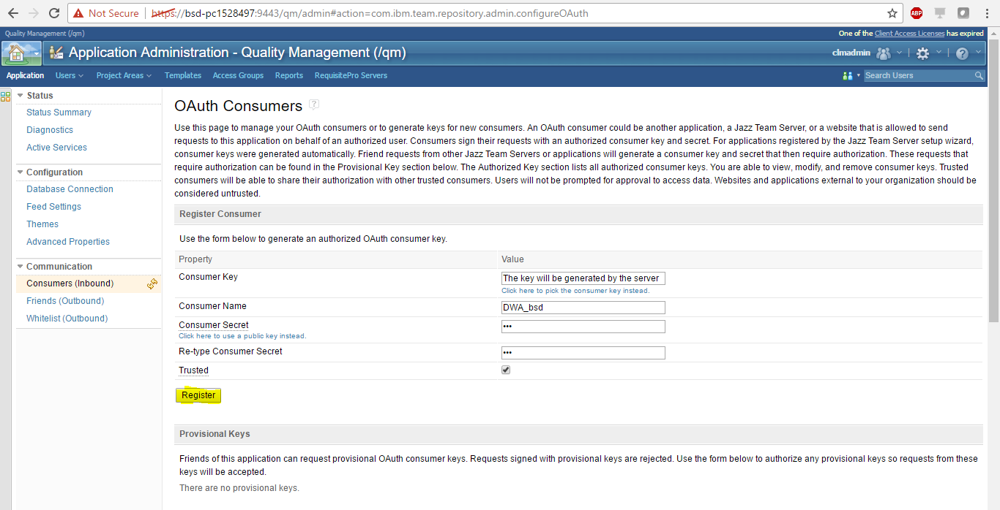 Not Secure | https://bsd-pc1528497:9443/qm/admin#action=com.ibm.team.repository.admin.configureOAuth
ABP
Quality Management (/qm)
One of the Client Access Licenses has expired
Application Administration - Quality Management (/qm)
clmadmin
Application Users Project Areas Templates Access Groups Reports RequisitePro Servers
Search Users
Status
Status Summary
Diagnostics
Active Services
Configuration
Database Connection
Feed Settings
Themes
Advanced Properties
Communication
Consumers (Inbound)
Friends (Outbound)
Whitelist (Outbound)
OAuth Consumers ?
Use this page to manage your OAuth consumers or to generate keys for new consumers. An OAuth consumer could be another application, a Jazz Team Server, or a website that is allowed to send
requests to this application on behalf of an authorized user. Consumers sign their requests with an authorized consumer key and secret. For applications registered by the Jazz Team Server setup wizard,
consumer keys were generated automatically. Friend requests from other Jazz Team Servers or applications will generate a consumer key and secret that then require authorization. These requests that
require authorization can be found in the Provisional Key section below. The Authorized Key section lists all authorized consumer keys. You are able to view, modify, and remove consumer keys. Trusted
consumers will be able to share their authorization with other trusted consumers. Users will not be prompted for approval to access data. Websites and applications external to your organization should be
considered untrusted.
Register Consumer
Use the form below to generate an authorized OAuth consumer key.
Property Value
Consumer Key The key will be generated by the server
Click here to pick the consumer key instead.
Consumer Name DWA_bsd
Consumer Secret •••
Click here to use a public key instead.
Re-type Consumer Secret •••
Trusted
Register
Provisional Keys
Friends of this application can request provisional OAuth consumer keys. Requests signed with provisional keys are rejected. Use the form below to authorize any provisional keys so requests from these
keys will be accepted.
There are no provisional keys.